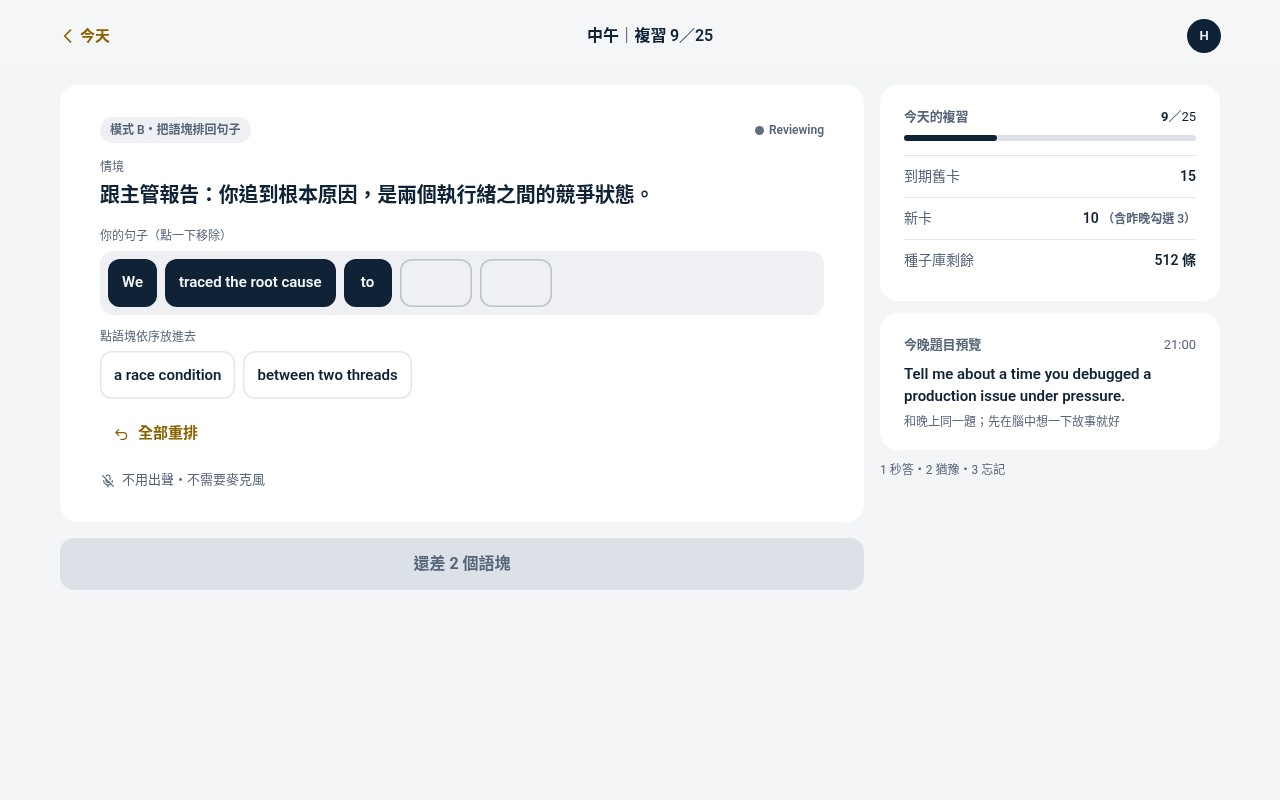 今天
中午｜複習 9／25
H
模式 B・把語塊排回句子
Reviewing
情境
跟主管報告：你追到根本原因，是兩個執行緒之間的競爭狀態。
你的句子（點一下移除）
We
traced the root cause
to
點語塊依序放進去
a race condition
between two threads
全部重排
不用出聲・不需要麥克風
還差 2 個語塊
今天的複習
9／25
到期舊卡
15
新卡
10 （含昨晚勾選 3）
種子庫剩餘
512 條
今晚題目預覽
21:00
Tell me about a time you debugged a
production issue under pressure.
和晚上同一題；先在腦中想一下故事就好
1 秒答・2 猶豫・3 忘記